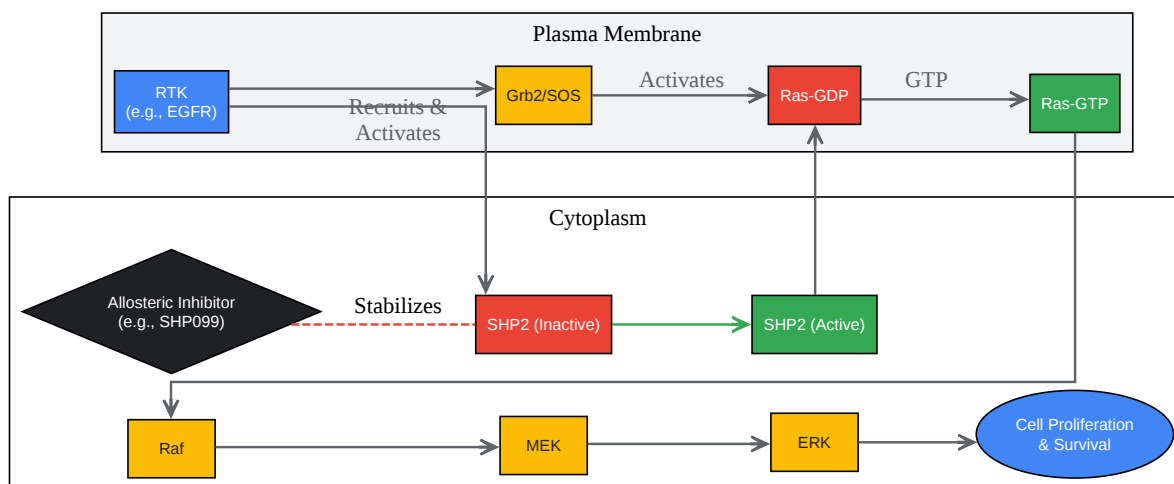 Plasma Membrane
RTK
(e.g., EGFR)
Recruits &
Activates
Grb2/SOS
Activates
Ras-GDP
GTP
Ras-GTP
Cytoplasm
Allosteric Inhibitor
(e.g., SHP099)
Stabilizes
SHP2 (Inactive)
SHP2 (Active)
Raf
MEK
ERK
Cell Proliferation
& Survival